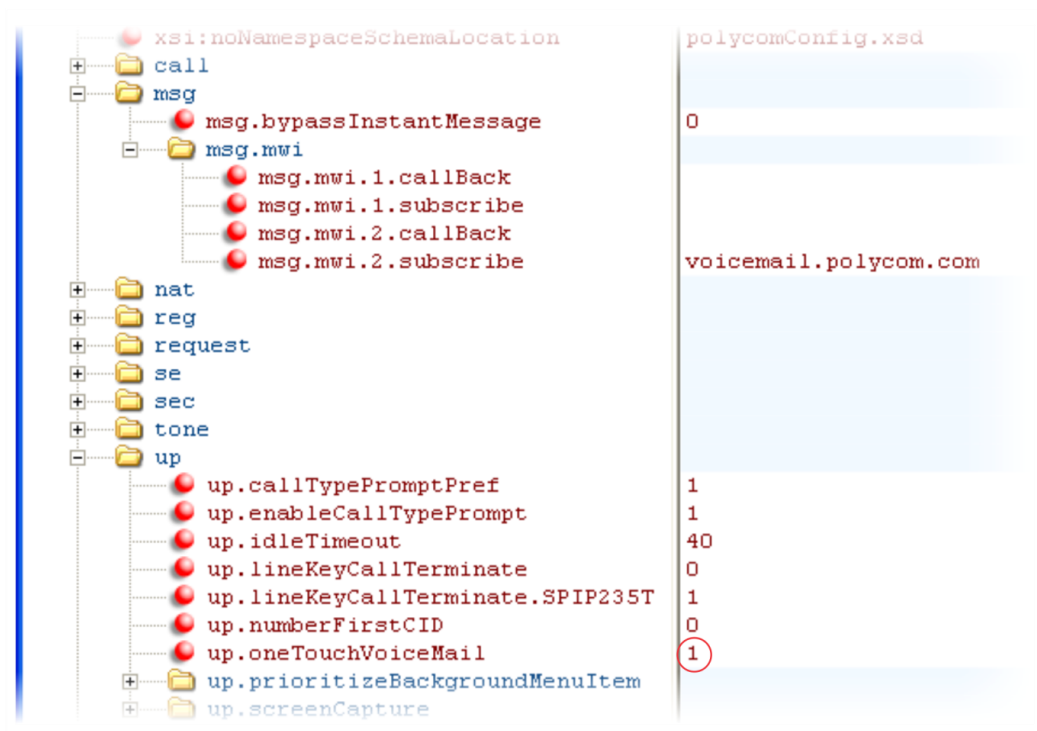 xsi:noNamespaceSchemaLocation polycomConfig.xsd
call
msg
msg.bypassInstantMessage 0
msg.mwi
msg.mwi.1.callBack
msg.mwi.1.subscribe
msg.mwi.2.callBack
msg.mwi.2.subscribe voicemail.polycom.com
nat
reg
request
se
sec
tone
up
up.callTypePromptPref 1
up.enableCallTypePrompt 1
up.idleTimeout 40
up.lineKeyCallTerminate 0
up.lineKeyCallTerminate.SPIP235T 1
up.numberFirstCID 0
up.oneTouchVoiceMail 1
up.prioritizeBackgroundMenuItem
up.screenCapture